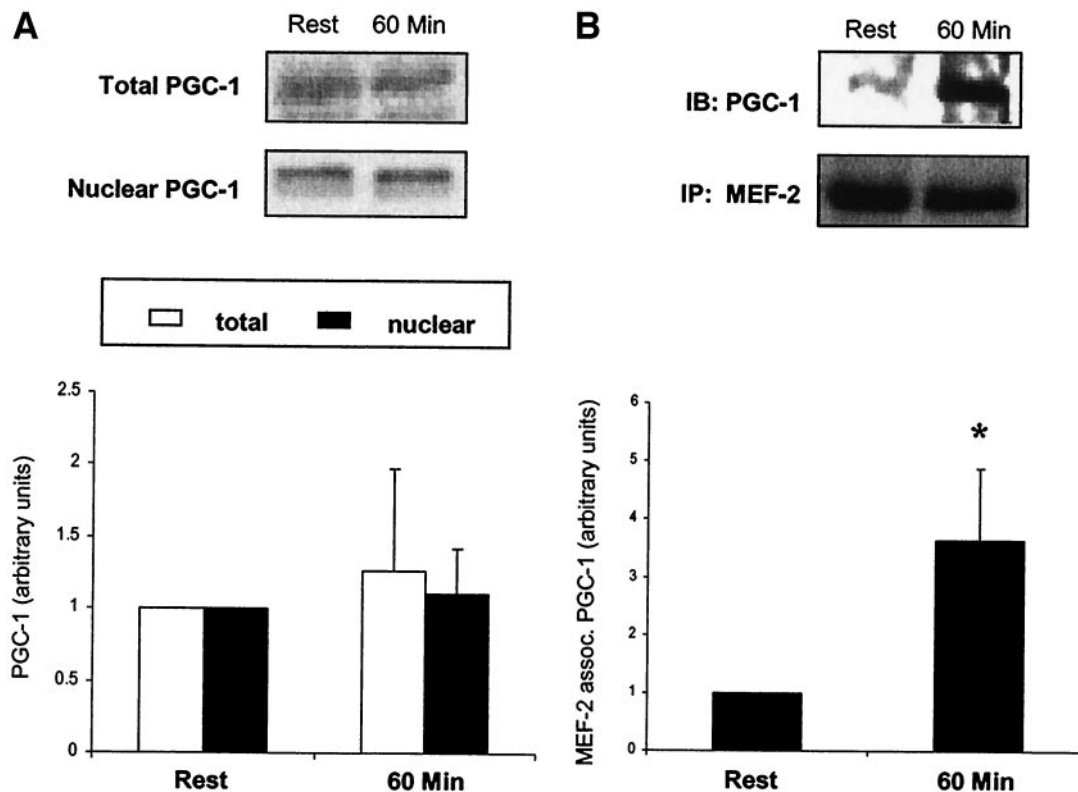 A
Rest 60 Min
Total PGC-1
Nuclear PGC-1
total nuclear
PGC-1 (arbitrary units)
2.5
2
1.5
1
0.5
0
Rest 60 Min
B
Rest 60 Min
IB: PGC-1
IP: MEF-2
MEF-2 assoc. PGC-1 (arbitrary units)
6
5
4
3
2
1
0
*
Rest 60 Min